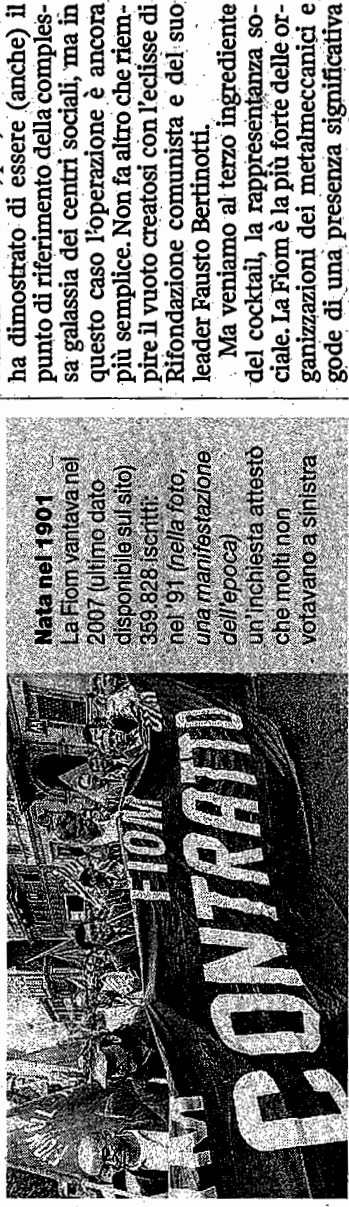 ha dimostrato di essere (anche) il
punto di riferimento della comples-
sa galassia dei centri sociali, ma in
questo caso l'operazione è ancora
più semplice. Non fa altro che riem-
pire il vuoto creatosi con l'eclisse di
Rifondazione comunista e del suo
leader Fausto Bertinotti.
Ma veniamo al terzo ingrediente
del cocktail, la rappresentanza so-
ciale. La Fiom è la più forte delle or-
ganizzazioni dei metalmeccanici e
gode di una presenza significativa
Nata nel 1901
La Fiom vantava nel
2007 (ultimo dato
disponibile sul sito)
359.828 iscritti:
nel '91 (nella foto,
una manifestazione
dell'epoca)
un'inchiesta attestò
che molti non
votavano a sinistra
FIOM
CONTRATTO